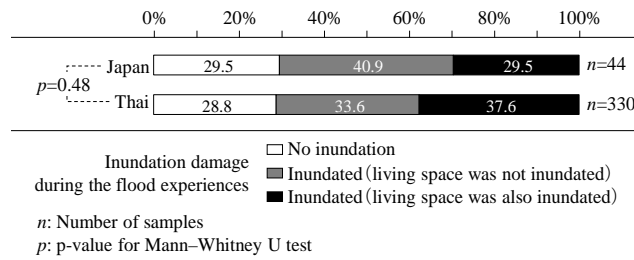 0% 20% 40% 60% 80% 100%
Japan 29.5 40.9 29.5 n=44
p=0.48
Thai 28.8 33.6 37.6 n=330
Inundation damage during the flood experiences
No inundation
Inundated（living space was not inundated）
Inundated（living space was also inundated）
n: Number of samples
p: p-value for Mann–Whitney U test